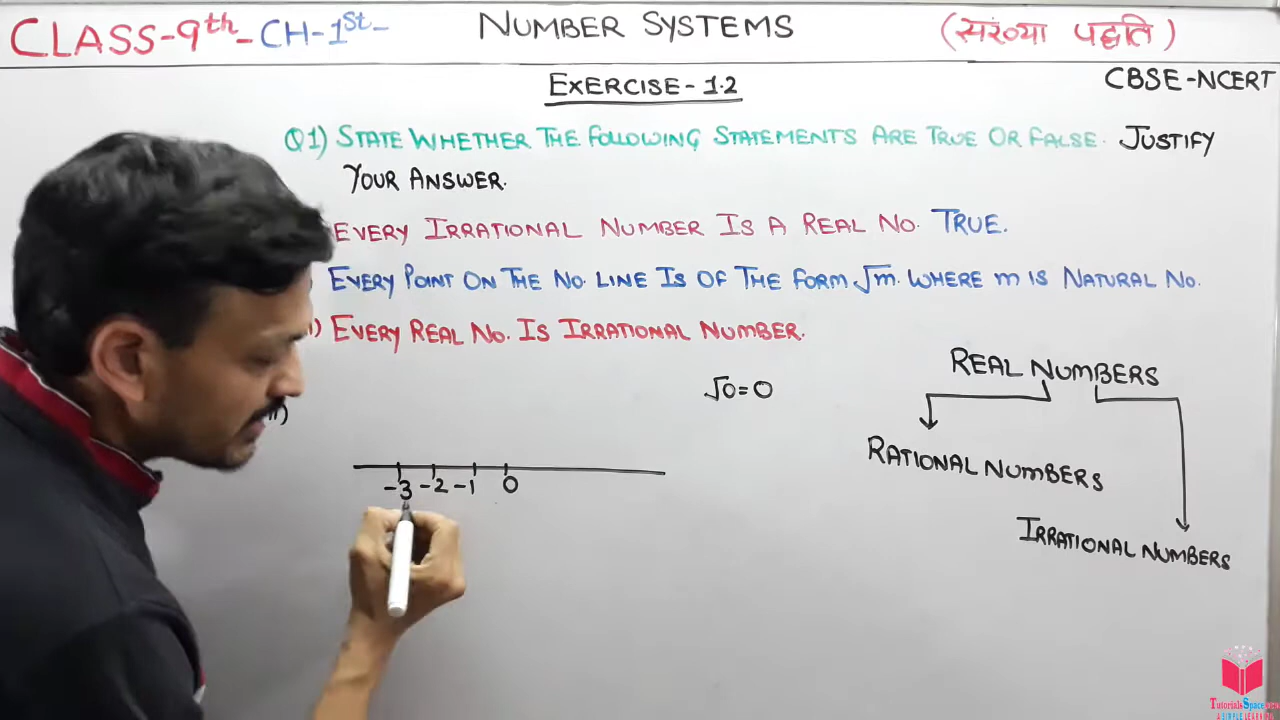 CLASS-9th- CH-1St- NUMBER SYSTEMS (संख्या पद्धति)
CBSE-NCERT
EXERCISE-1.2
Q1) STATE WHETHER THE FOLLOWING STATEMENTS ARE TRUE OR FALSE. JUSTIFY
YOUR ANSWER.
EVERY IRRATIONAL NUMBER IS A REAL NO. TRUE.
) EVERY POINT ON THE NO. LINE IS OF THE FORM √m. WHERE m IS NATURAL NO.
) EVERY REAL NO. IS IRRATIONAL NUMBER.
REAL NUMBERS
√0=0
RATIONAL NUMBERS
-3 -2 -1 0
IRRATIONAL NUMBERS